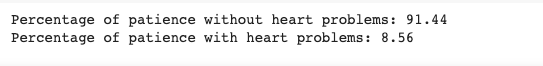 Percentage of patience without heart problems: 91.44
Percentage of patience with heart problems: 8.56